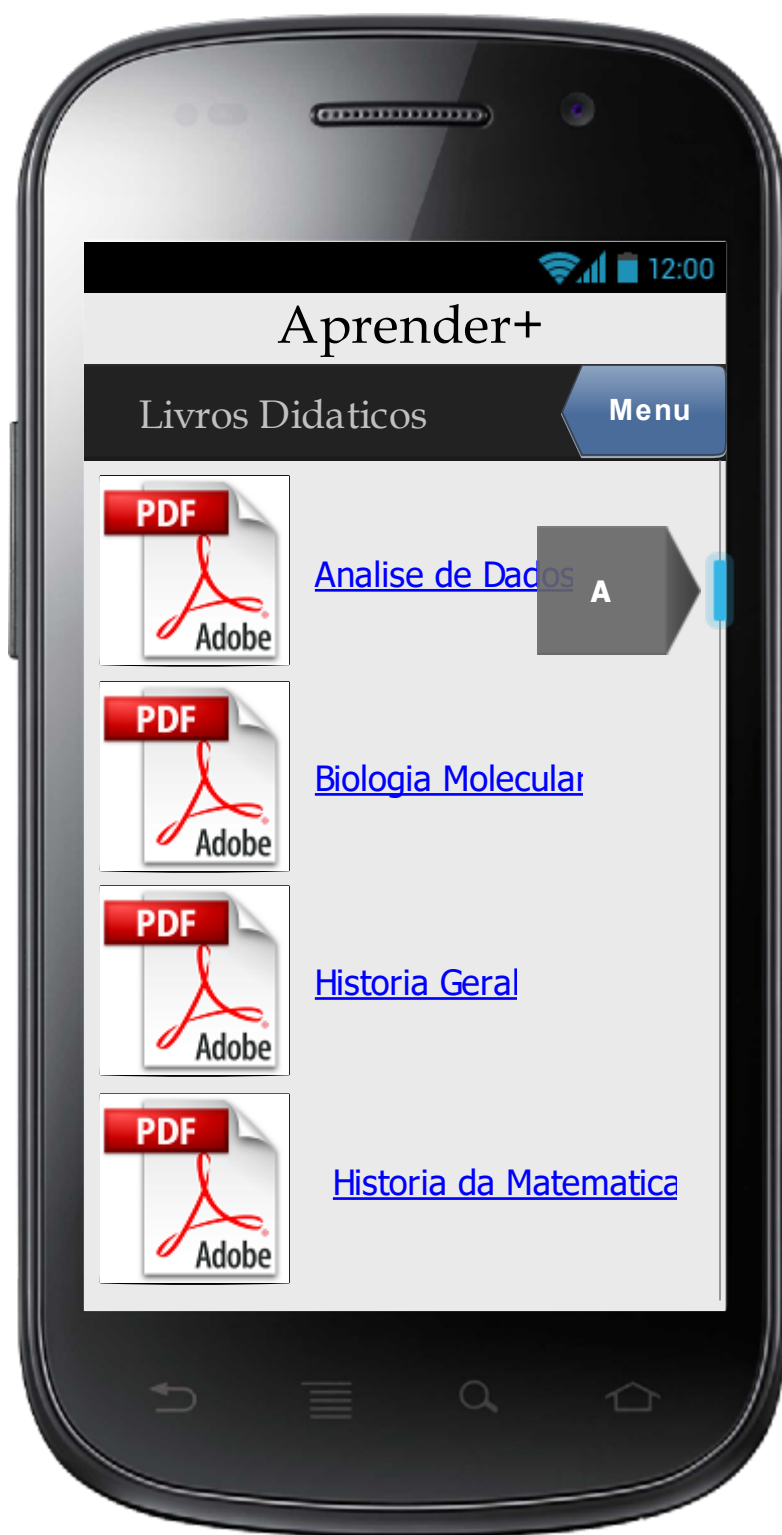 12:00
Aprender+
Livros Didaticos
Menu
PDF
Adobe
Analise de Dados
A
PDF
Adobe
Biologia Molecular
PDF
Adobe
Historia Geral
PDF
Adobe
Historia da Matematica